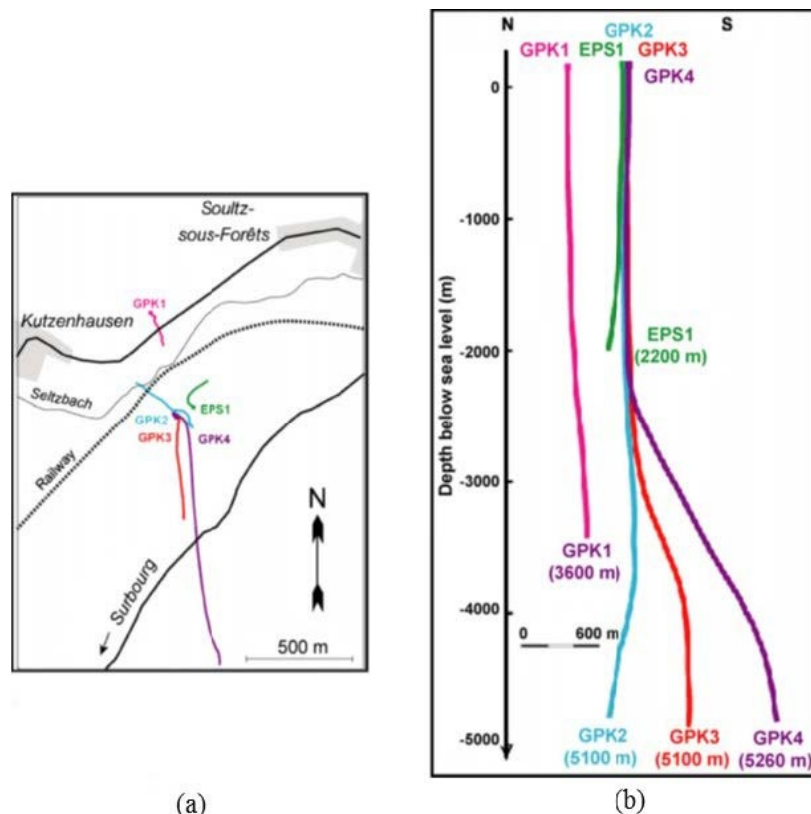 Soultz-
sous-Forêts
GPK1
Kutzenhausen
Seltzbach
EPS1
GPK2
GPK3
GPK4
Railway
N
Surbourg
500 m
(a)
N
S
GPK2
GPK1
EPS1
GPK3
GPK4
0
-1000
-2000
-3000
-4000
-5000
Depth below sea level (m)
EPS1
(2200 m)
GPK1
(3600 m)
0 600 m
GPK2
(5100 m)
GPK3
(5100 m)
GPK4
(5260 m)
(b)